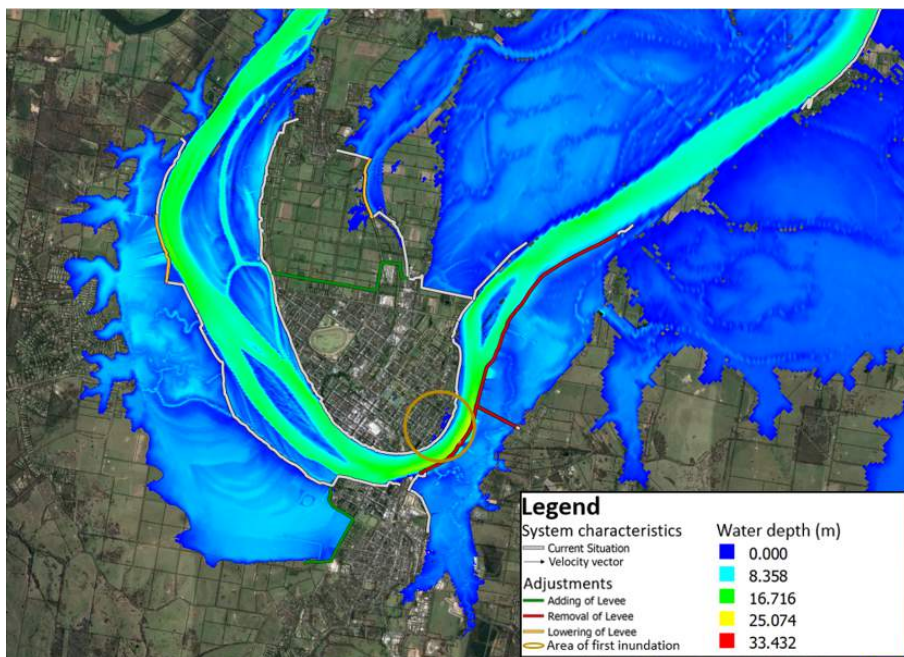 Legend
System characteristics
Current Situation
Velocity vector
Adjustments
Adding of Levee
Removal of Levee
Lowering of Levee
Area of first inundation
Water depth (m)
0.000
8.358
16.716
25.074
33.432